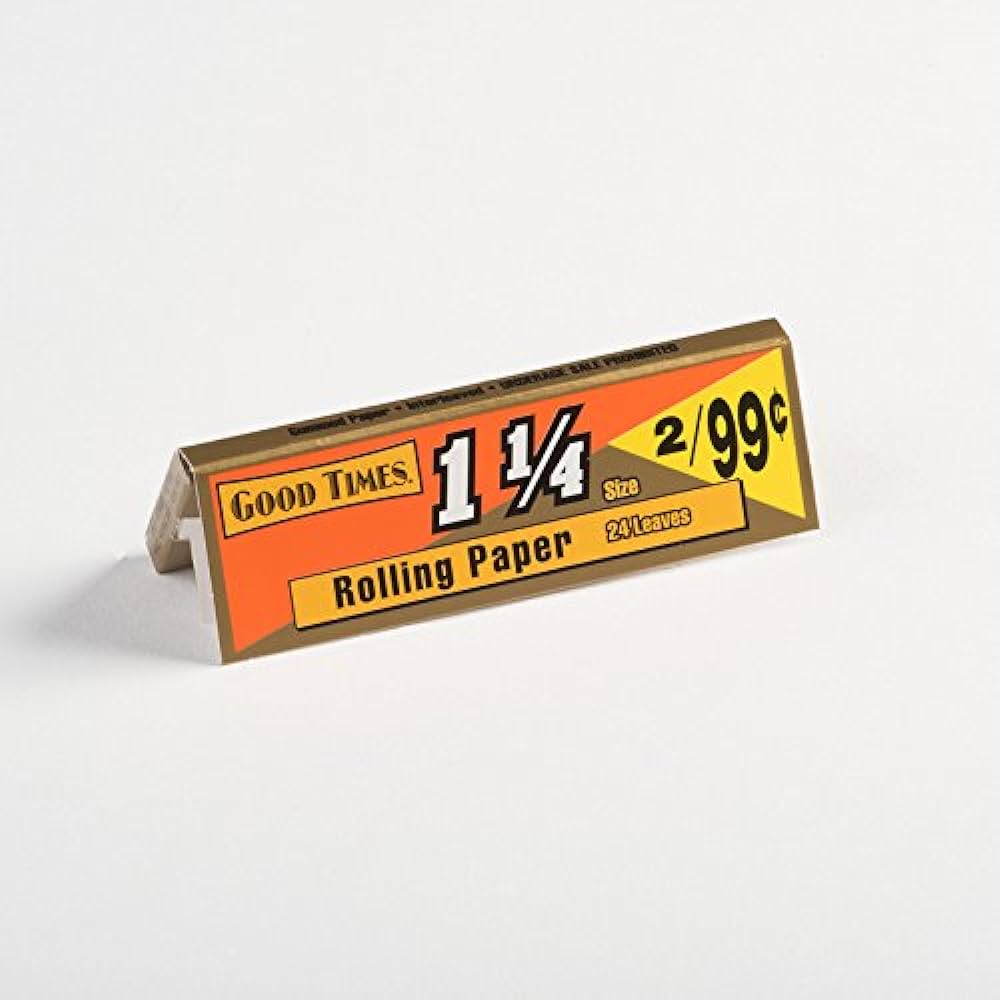 Gummed Paper • Interleaved • UNDERAGE SALE PROHIBITED
GOOD TIMES.
1 1/4
Size
2/99¢
Rolling Paper
24 Leaves